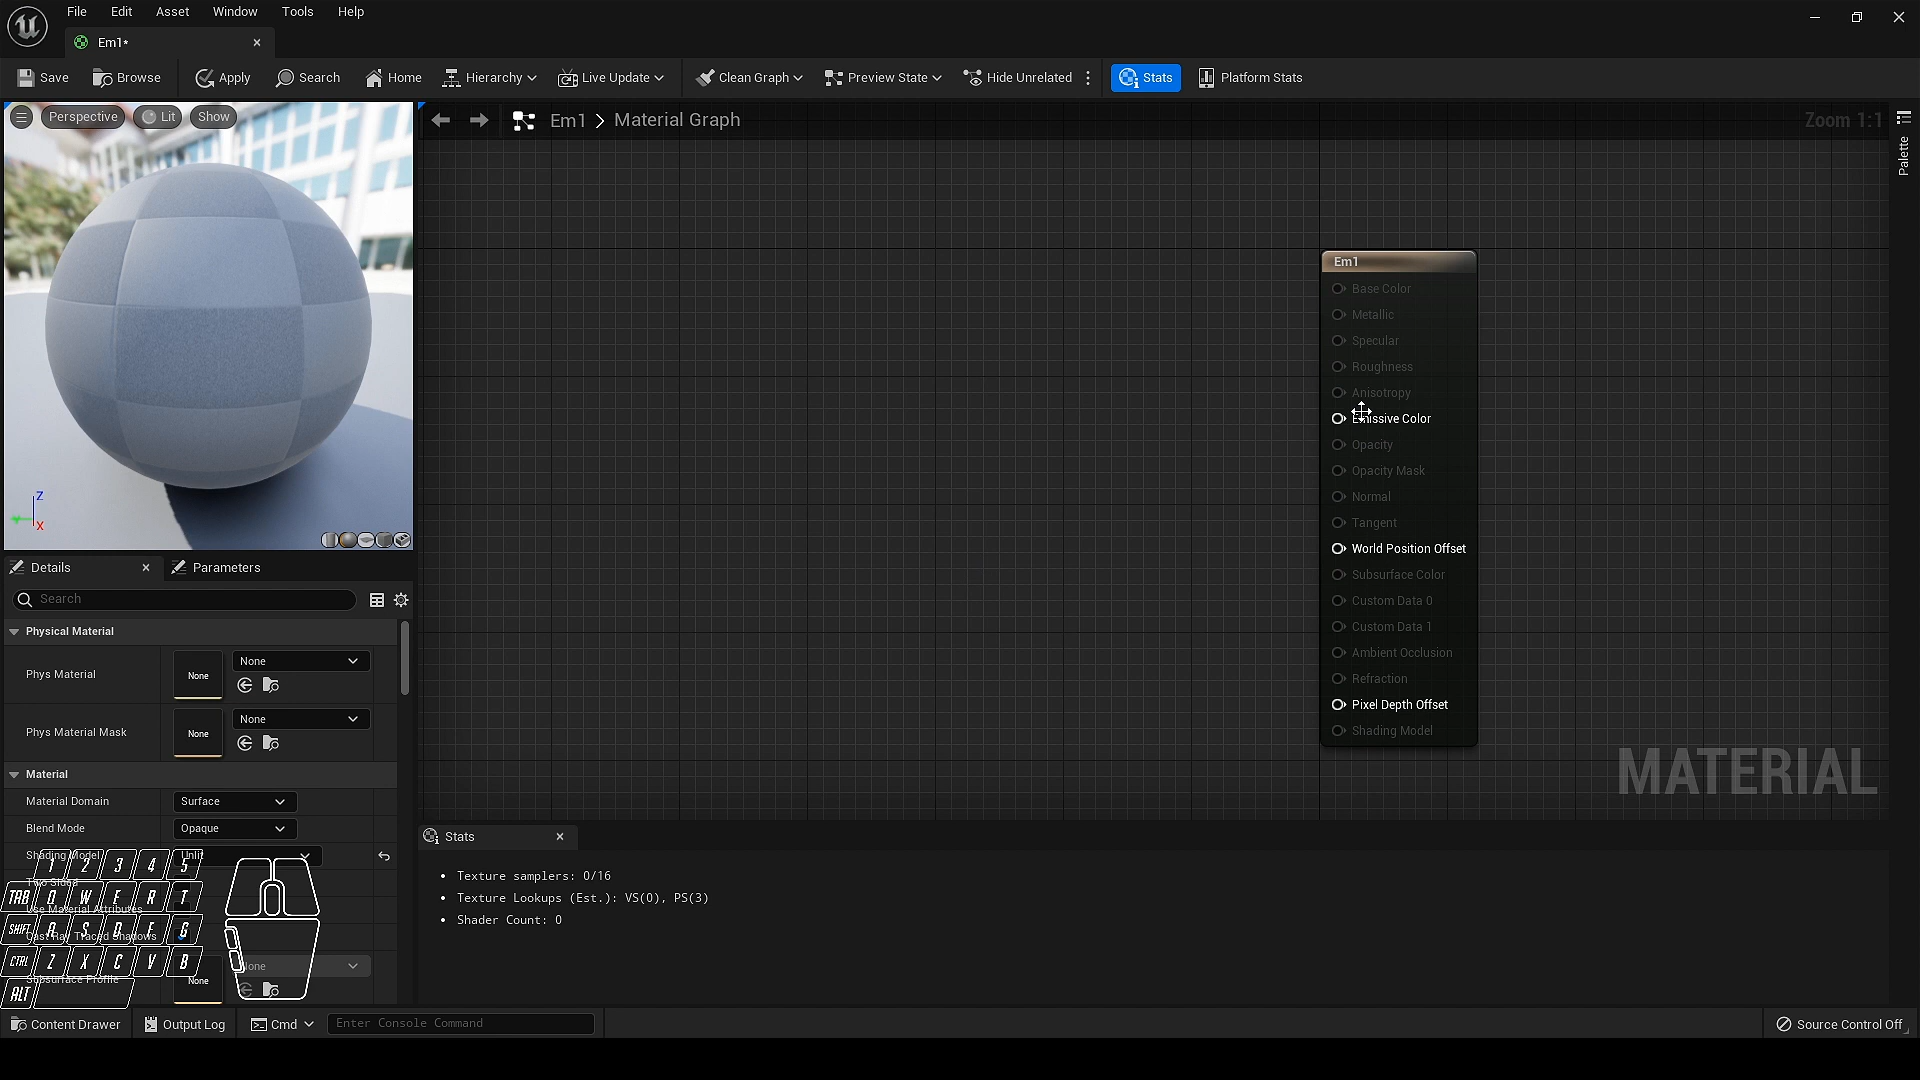 File Edit Asset Window Tools Help
Em1*
Save Browse Apply Search Home Hierarchy Live Update Clean Graph Preview State Hide Unrelated Stats Platform Stats
Perspective Lit Show
Em1 > Material Graph
Zoom 1:1
Palette
Em1
Base Color
Metallic
Specular
Roughness
Anisotropy
Emissive Color
Opacity
Opacity Mask
Normal
Tangent
World Position Offset
Subsurface Color
Custom Data 0
Custom Data 1
Ambient Occlusion
Refraction
Pixel Depth Offset
Shading Model
MATERIAL
Z
Y
X
Details Parameters
Search
Physical Material
Phys Material None None
Phys Material Mask None None
Material
Material Domain Surface
Blend Mode Opaque
Shading Model Unlit
Two Sided
Use Material Attributes
Cast Ray Traced Shadows
Subsurface Profile None None
1 2 3 4 5
TAB Q W E R T
SHIFT A S D F G
CTRL Z X C V B
ALT
Stats
• Texture samplers: 0/16
• Texture Lookups (Est.): VS(0), PS(3)
• Shader Count: 0
Content Drawer Output Log Cmd Enter Console Command Source Control Off